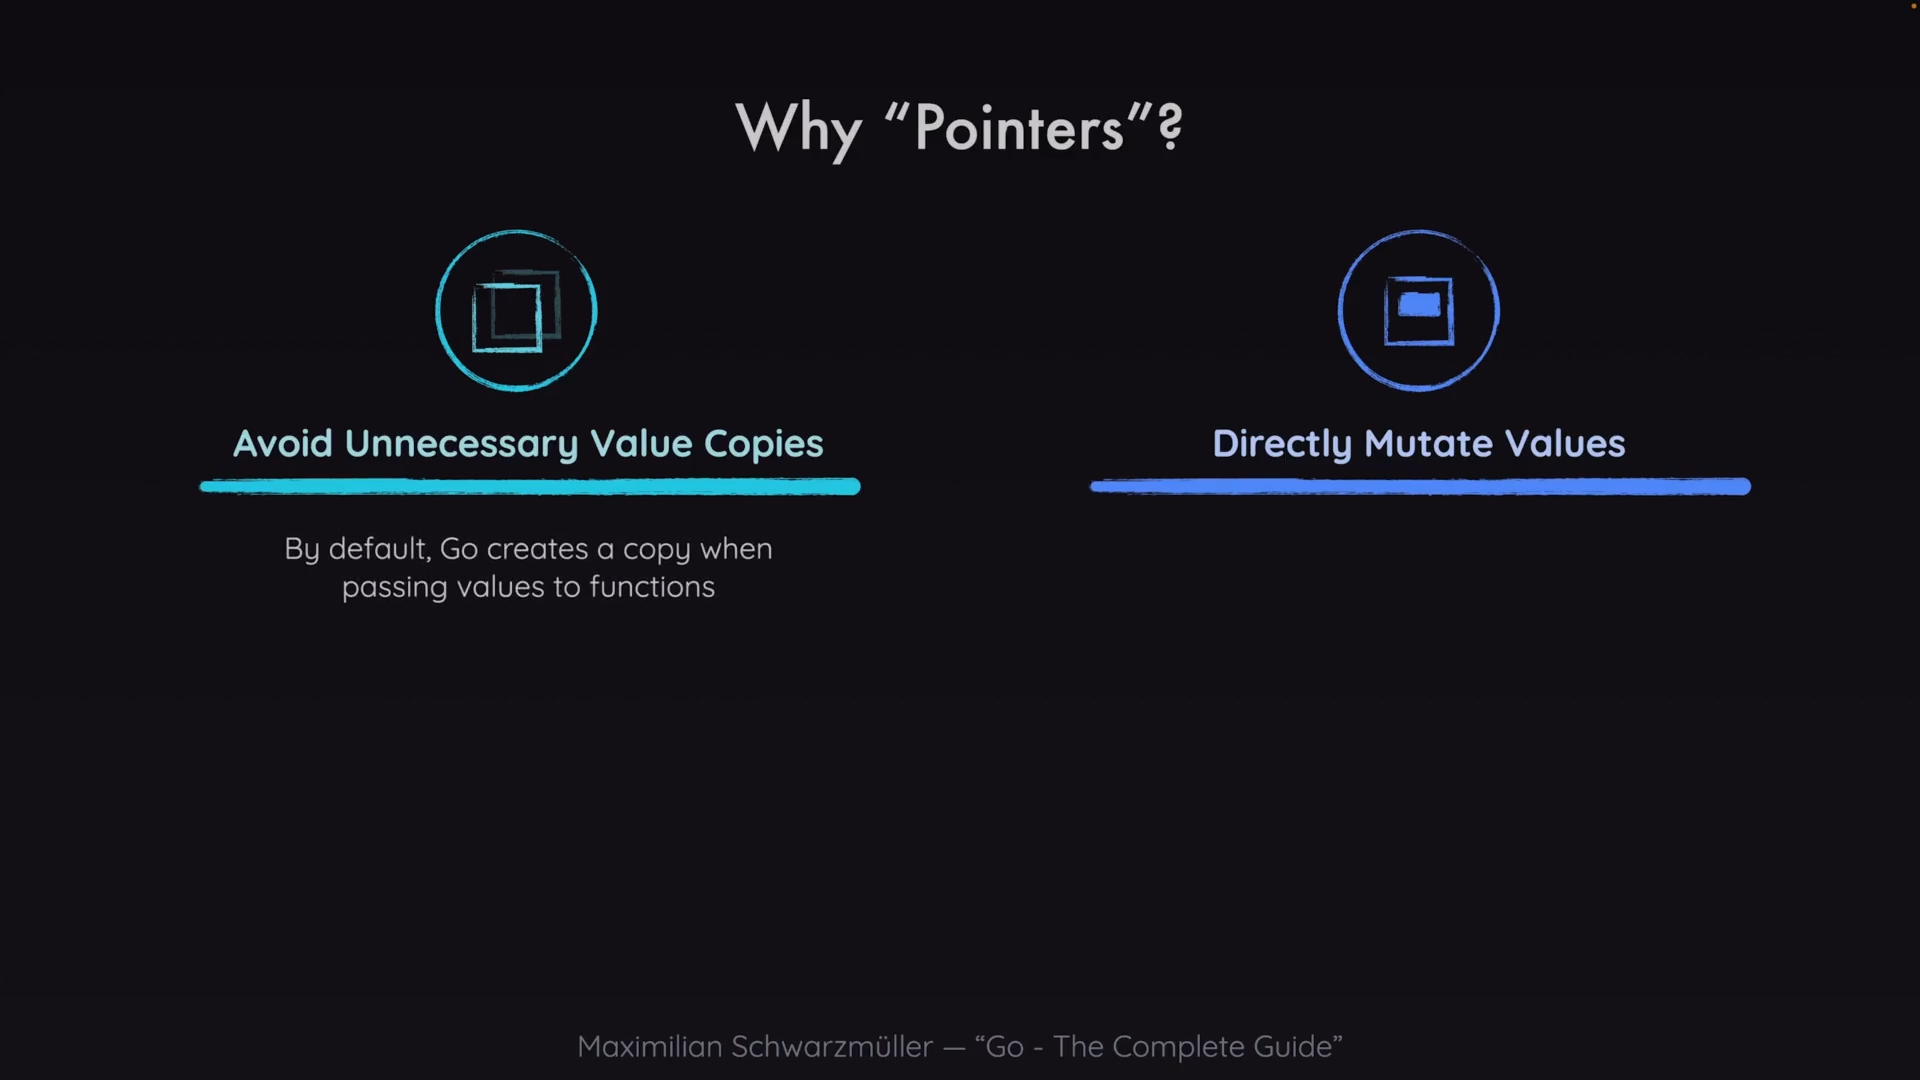 Why “Pointers”?
Avoid Unnecessary Value Copies
By default, Go creates a copy when
passing values to functions
Directly Mutate Values
Maximilian Schwarzmüller — “Go - The Complete Guide”